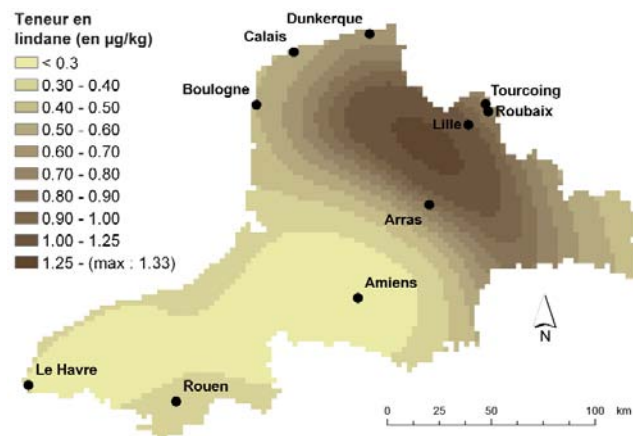 Teneur en
lindane (en µg/kg)
< 0.3
0.30 - 0.40
0.40 - 0.50
0.50 - 0.60
0.60 - 0.70
0.70 - 0.80
0.80 - 0.90
0.90 - 1.00
1.00 - 1.25
1.25 - (max : 1.33)
Dunkerque
Calais
Boulogne
Tourcoing
Roubaix
Lille
Arras
Amiens
N
Le Havre
Rouen
0 25 50 100
km